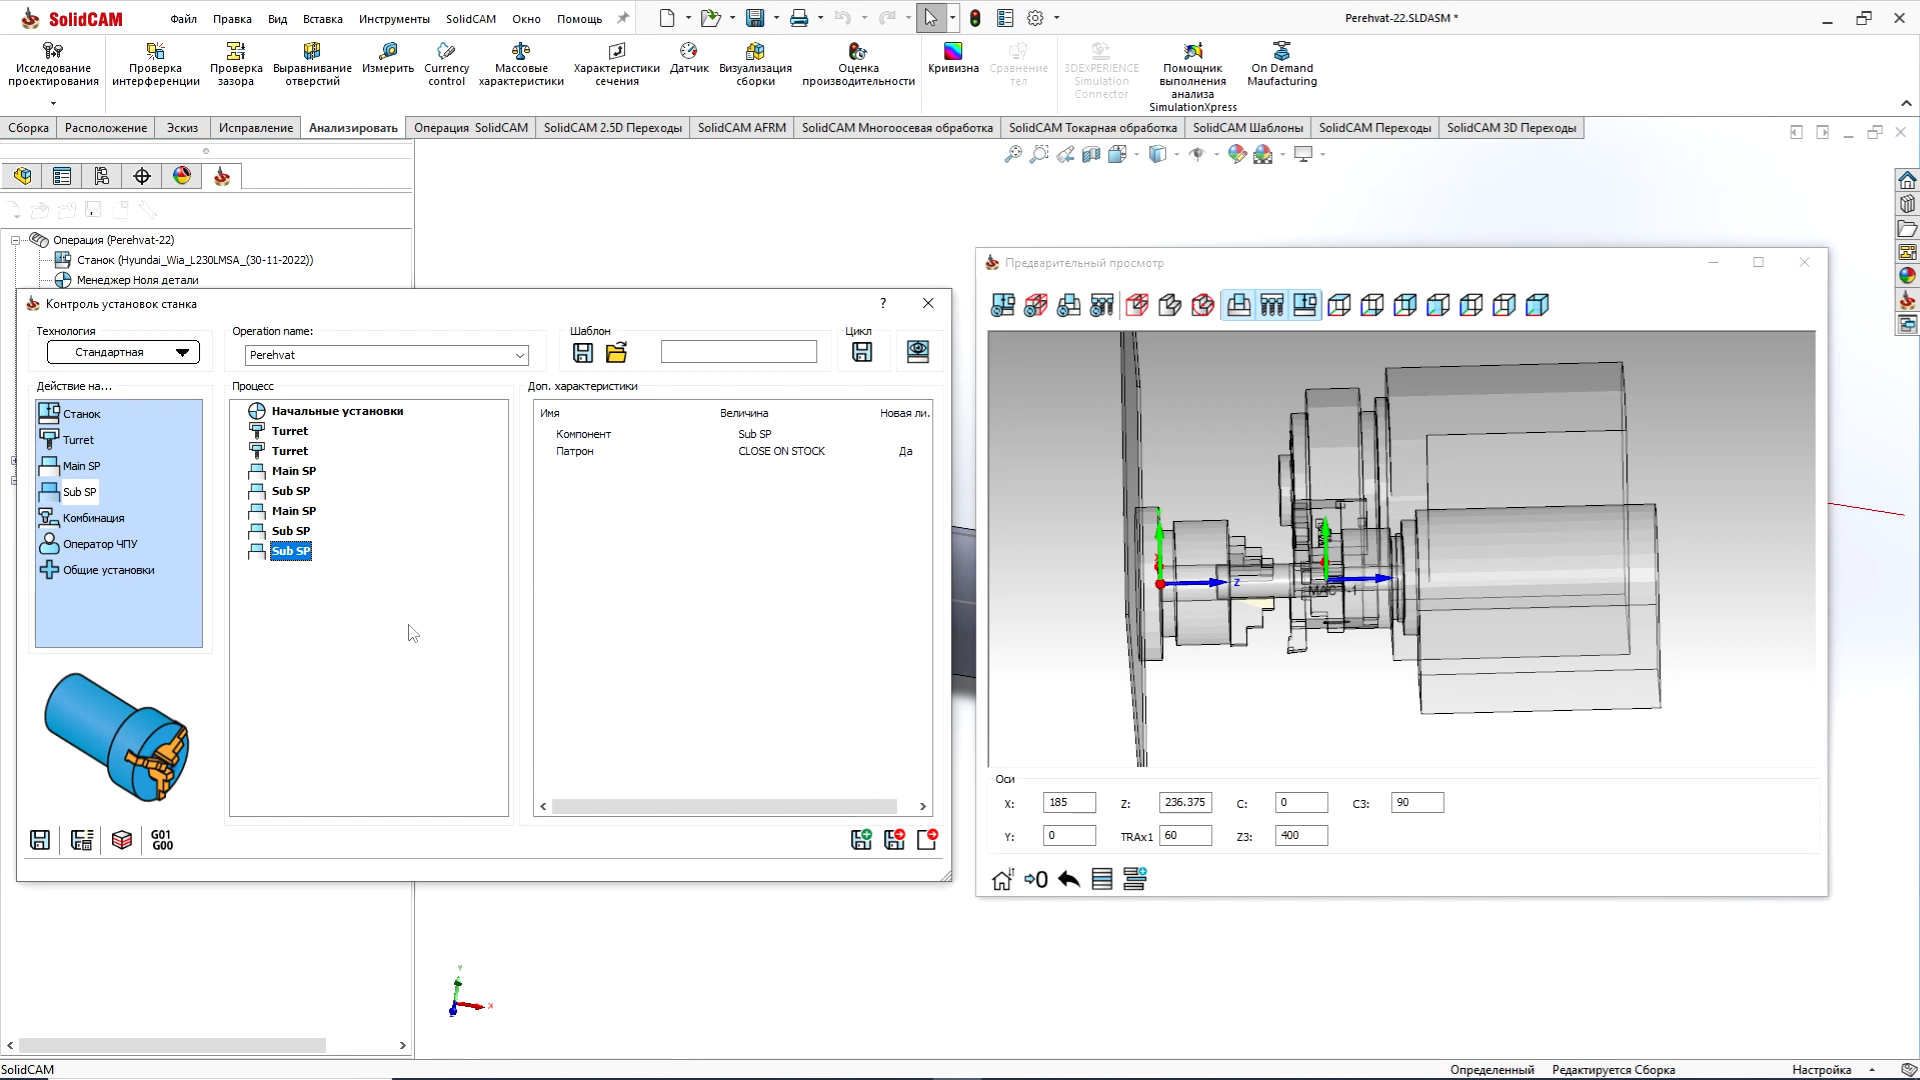 SolidCAM
Файл Правка Вид Вставка Инструменты SolidCAM Окно Помощь
Perehvat-22.SLDASM *
Исследование проектирования
Проверка интерференции
Проверка зазора
Выравнивание отверстий
Измерить
Currency control
Массовые характеристики
Характеристики сечения
Датчик
Визуализация сборки
Оценка производительности
Кривизна
Сравнение тел
3DEXPERIENCE Simulation Connector
Помощник выполнения анализа SimulationXpress
On Demand Maufacturing
Сборка Расположение Эскиз Исправление Анализировать Операция SolidCAM SolidCAM 2.5D Переходы SolidCAM AFRM SolidCAM Многоосевая обработка SolidCAM Токарная обработка SolidCAM Шаблоны SolidCAM Переходы SolidCAM 3D Переходы
Операция (Perehvat-22)
Станок (Hyundai_Wia_L230LMSA_(30-11-2022))
Менеджер Ноля детали
Контроль установок станка
?
Технология
Стандартная
Operation name:
Perehvat
Шаблон
Цикл
Действие на...
Станок
Turret
Main SP
Sub SP
Комбинация
Оператор ЧПУ
Общие установки
Процесс
Начальные установки
Turret
Turret
Main SP
Sub SP
Main SP
Sub SP
Sub SP
Доп. характеристики
Имя Величина Новая ли.
Компонент Sub SP
Патрон CLOSE ON STOCK Да
G01
G00
Предварительный просмотр
Z
Оси
X: 185 Z: 236.375 C: 0 C3: 90
Y: 0 TRAx1 60 Z3: 400
0
Y
X
SolidCAM
Определенный Редактируется Сборка Настройка